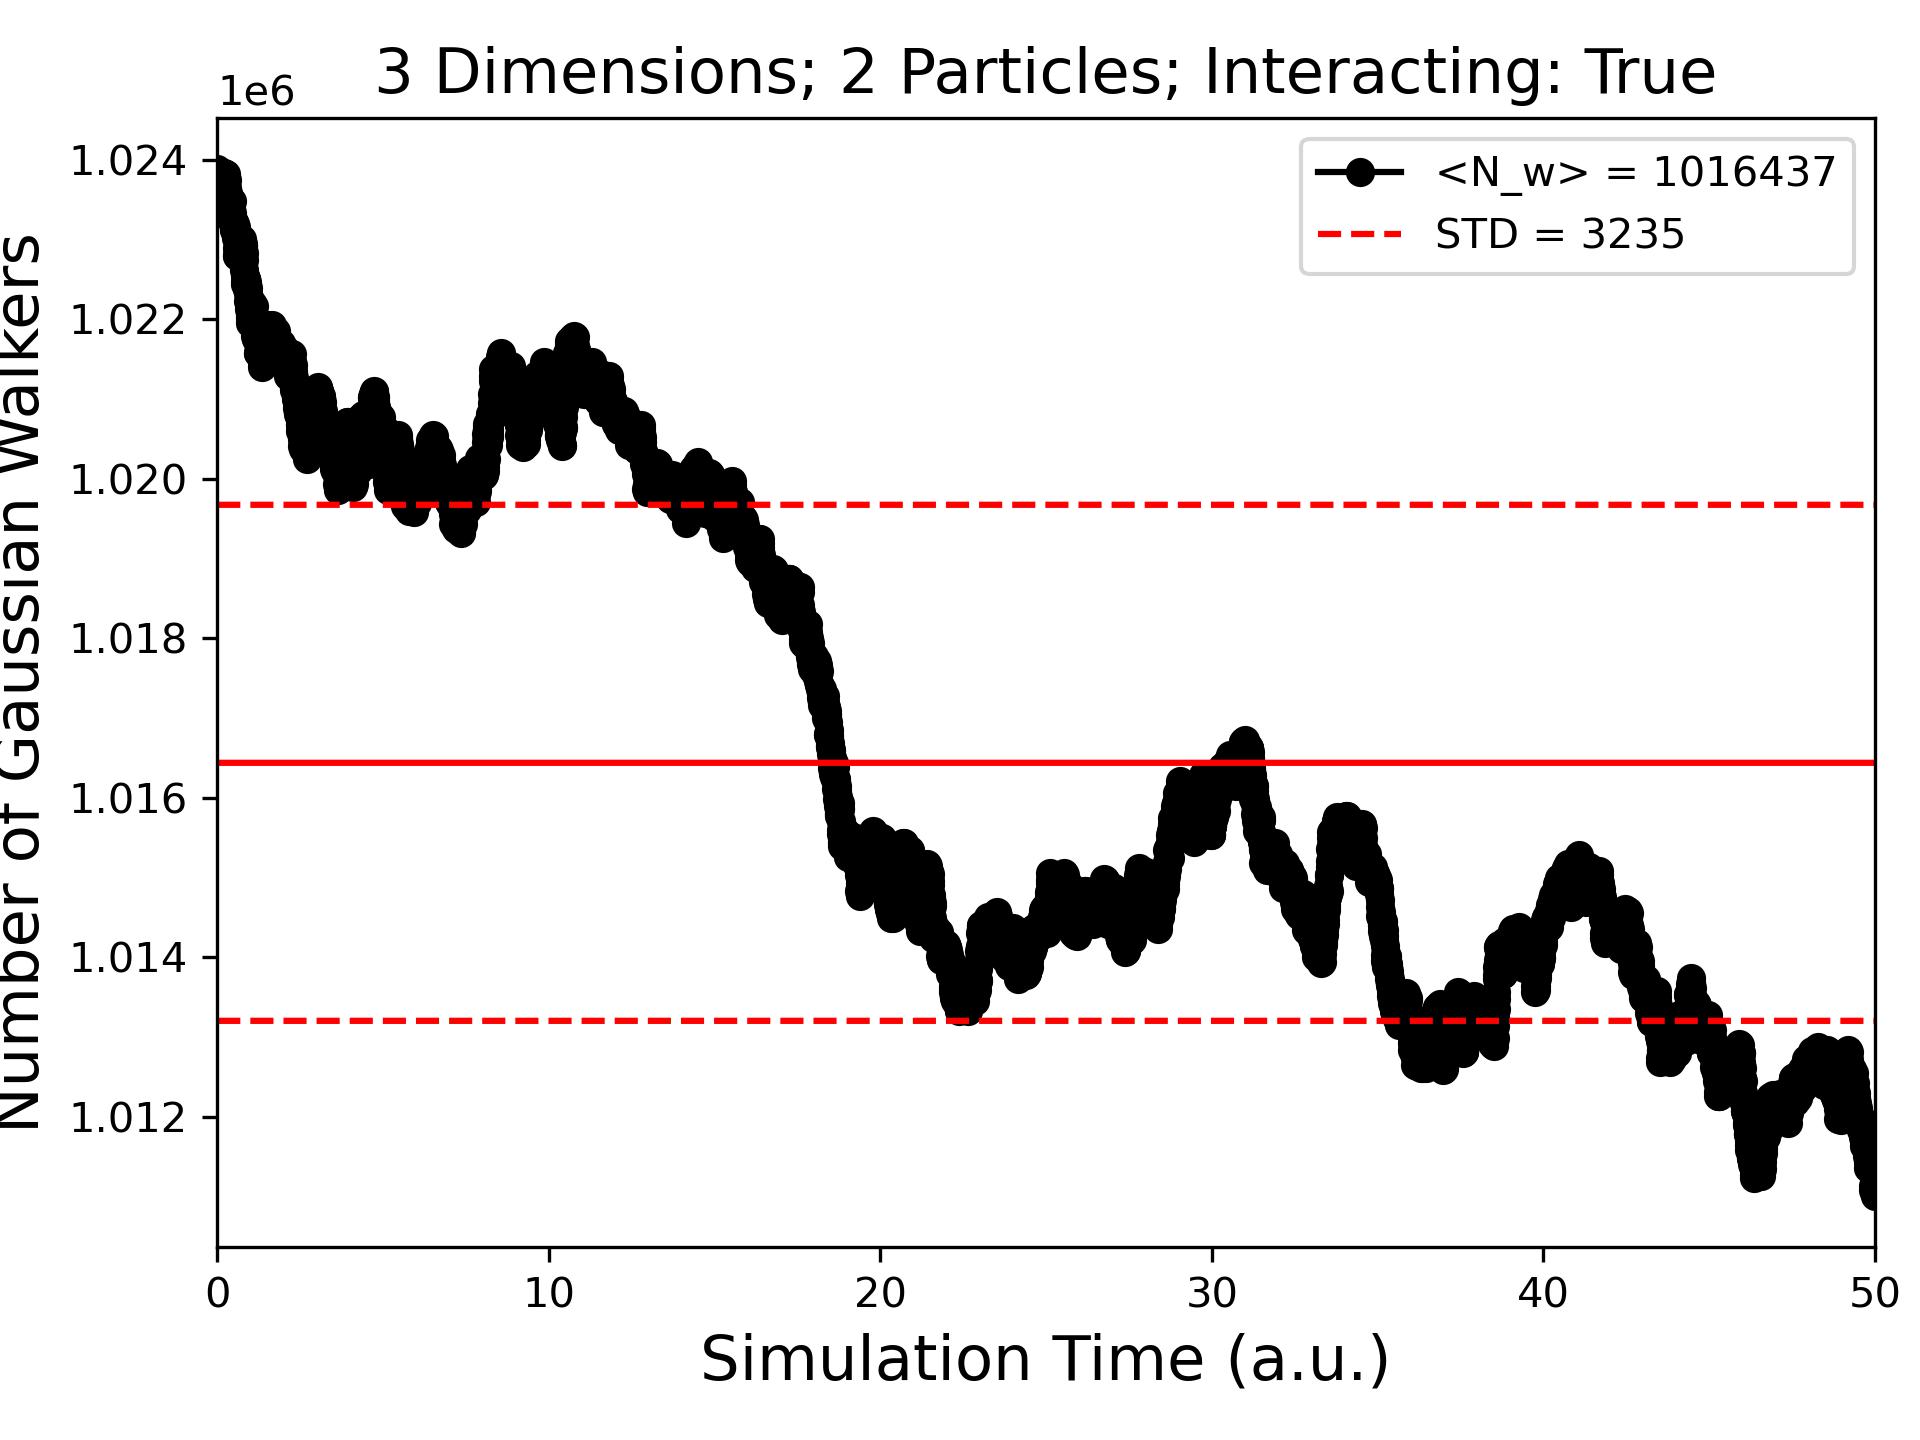 3 Dimensions; 2 Particles; Interacting: True
1e6
<N_w> = 1016437
STD = 3235
1.024
1.022
1.020
1.018
1.016
1.014
1.012
Number of Gaussian Walkers
0 10 20 30 40 50
Simulation Time (a.u.)